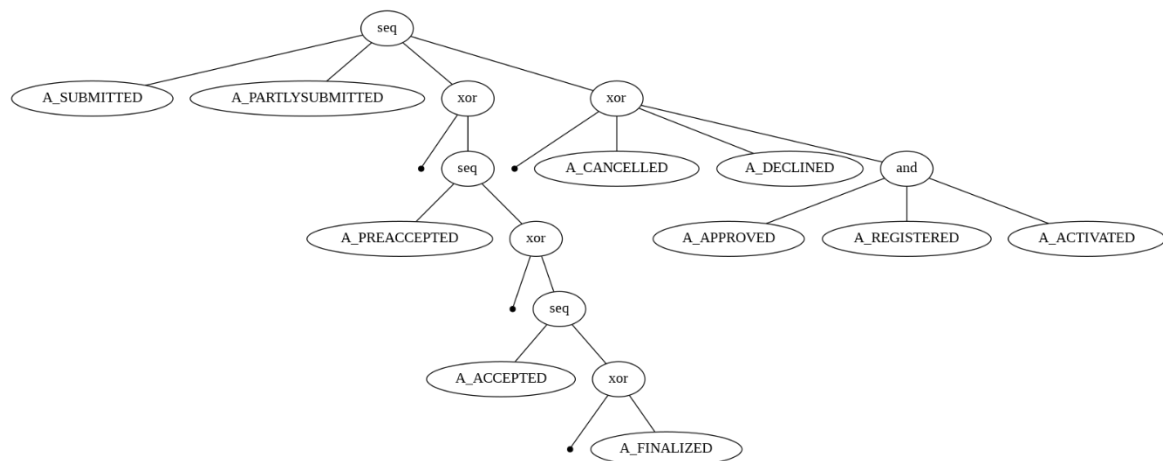 seq
A_SUBMITTED A_PARTLYSUBMITTED xor xor
seq A_CANCELLED A_DECLINED and
A_PREACCEPTED xor A_APPROVED A_REGISTERED A_ACTIVATED
seq
A_ACCEPTED xor
A_FINALIZED